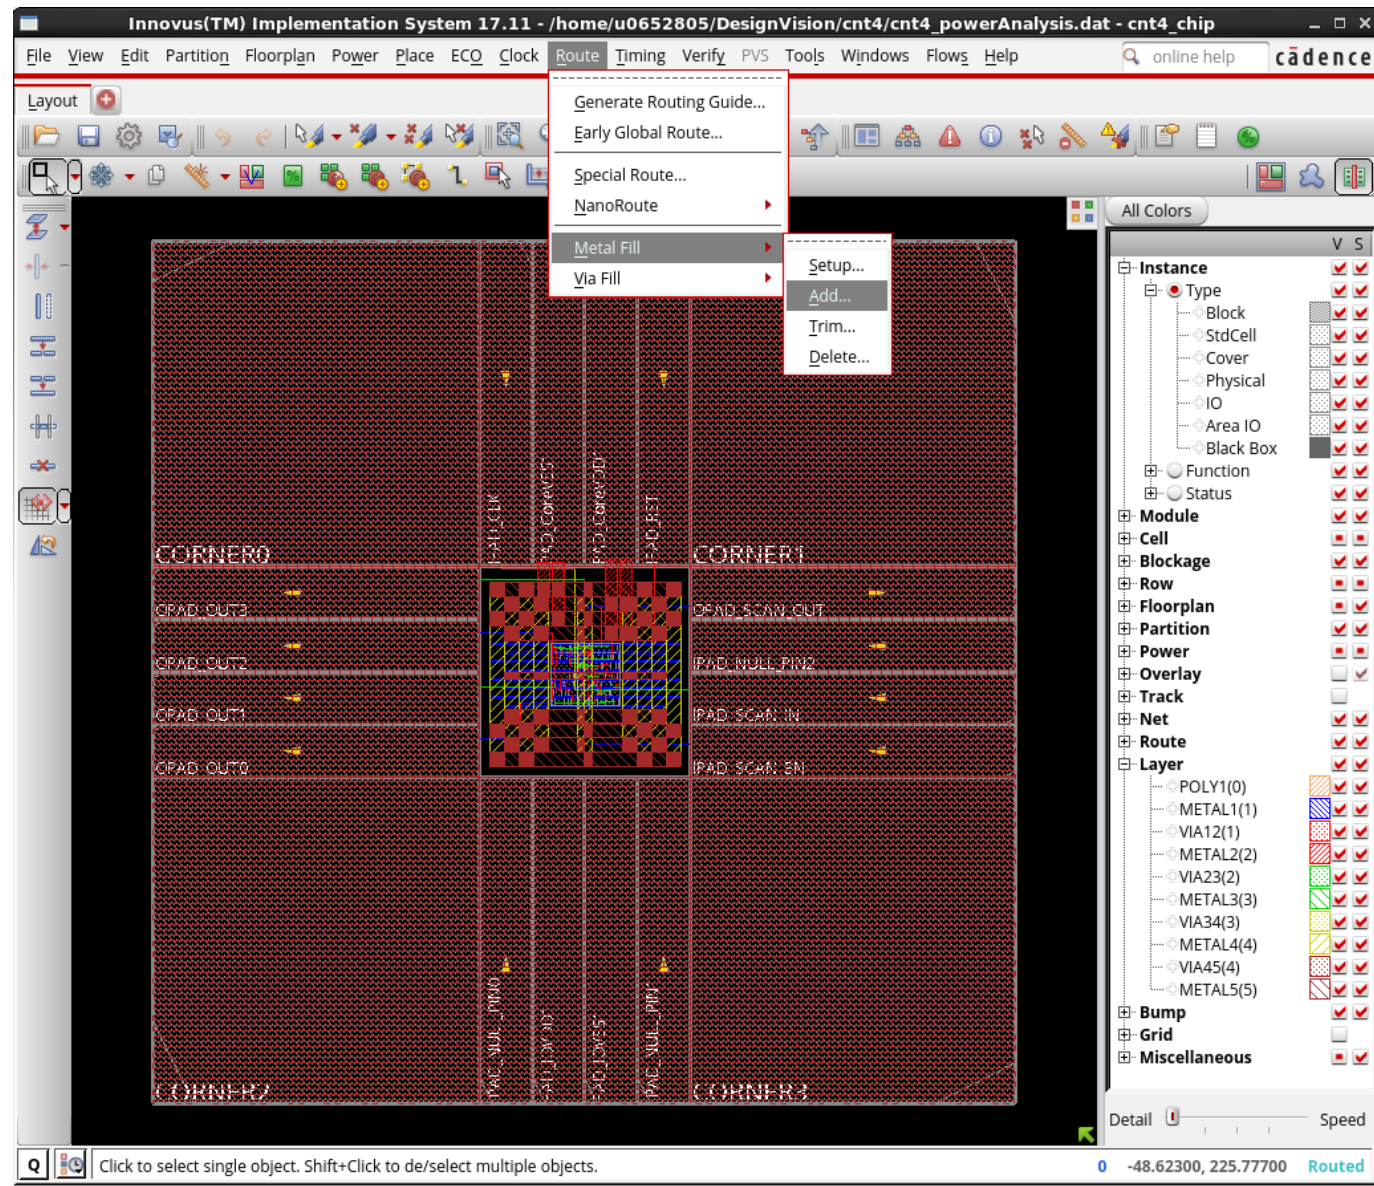 Innovus(TM) Implementation System 17.11 - /home/u0652805/DesignVision/cnt4/cnt4_powerAnalysis.dat - cnt4_chip
File View Edit Partition Floorplan Power Place ECO Clock Route Timing Verify PVS Tools Windows Flows Help
online help
cādence
Layout
Generate Routing Guide...
Early Global Route...
Special Route...
NanoRoute
Metal Fill
Via Fill
Setup...
Add...
Trim...
Delete...
All Colors
V S
Instance
Type
Block
StdCell
Cover
Physical
IO
Area IO
Black Box
Function
Status
Module
Cell
Blockage
Row
Floorplan
Partition
Power
Overlay
Track
Net
Route
Layer
POLY1(0)
METAL1(1)
VIA12(1)
METAL2(2)
VIA23(2)
METAL3(3)
VIA34(3)
METAL4(4)
VIA45(4)
METAL5(5)
Bump
Grid
Miscellaneous
Detail Speed
CORNER0
CORNER1
OPAD_OUT3
OPAD_SCAN_OUT
OPAD_OUT2
IPAD_NULL_PIN2
OPAD_OUT1
IPAD_SCAN_IN
OPAD_OUT0
IPAD_SCAN_EN
CORNER2
CORNER3
Q
Click to select single object. Shift+Click to de/select multiple objects.
0 -48.62300, 225.77700 Routed